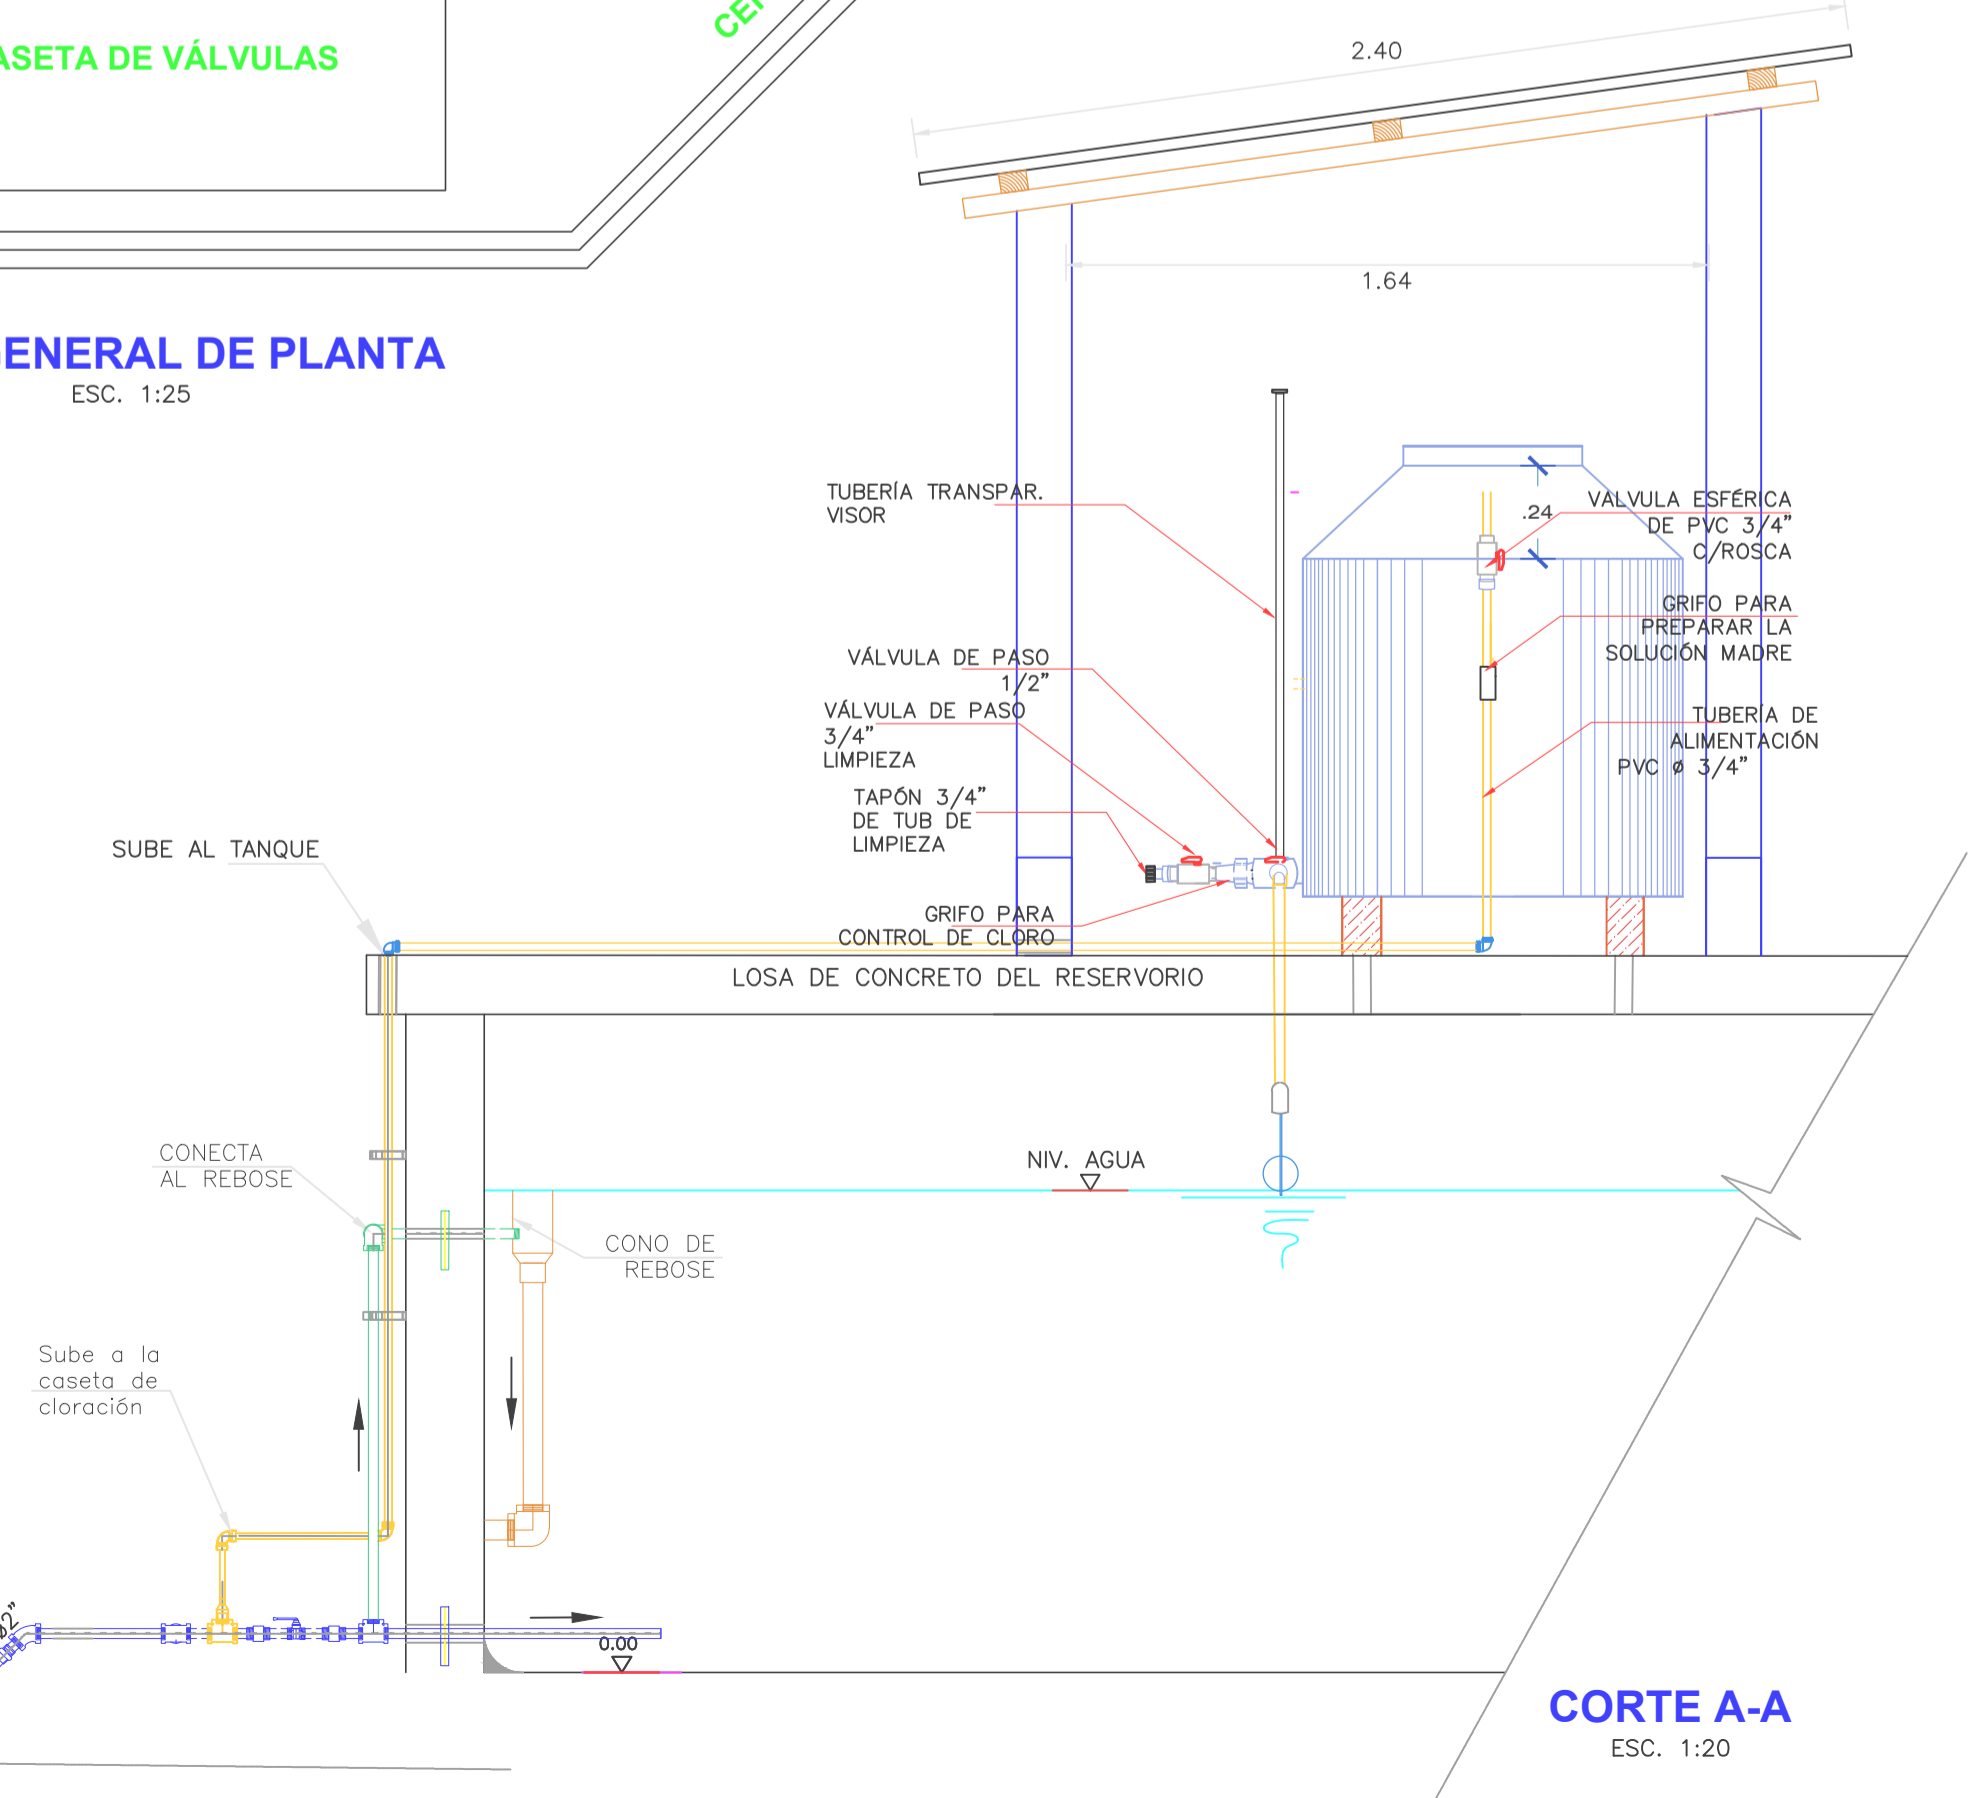 ASETA DE VÁLVULAS
CER
ENERAL DE PLANTA
ESC. 1:25
2.40
1.64
TUBERÍA TRANSPAR.
VISOR
.24
VALVULA ESFÉRICA
DE PVC 3/4"
C/ROSCA
GRIFO PARA
PREPARAR LA
SOLUCIÓN MADRE
VÁLVULA DE PASO
1/2"
VÁLVULA DE PASO
3/4"
LIMPIEZA
TUBERÍA DE
ALIMENTACIÓN
PVC ø 3/4"
TAPÓN 3/4"
DE TUB DE
LIMPIEZA
SUBE AL TANQUE
GRIFO PARA
CONTROL DE CLORO
LOSA DE CONCRETO DEL RESERVORIO
CONECTA
AL REBOSE
NIV. AGUA
CONO DE
REBOSE
Sube a la
caseta de
cloración
ø2"
0.00
CORTE A-A
ESC. 1:20